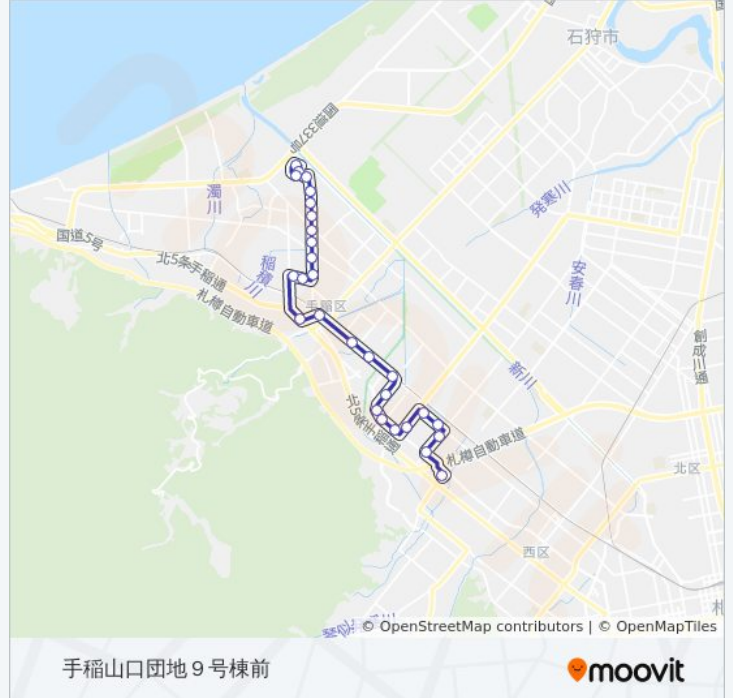 石狩市
国道337号
発寒川
濁川
国道5号
北5条手稲通
稲積川
安春川
札樽自動車道
手稲区
創成川通
新川
北5条手稲通
札樽自動車道
北区
西区
札
© OpenStreetMap contributors | © OpenMapTiles
手稲山口団地９号棟前
moovit